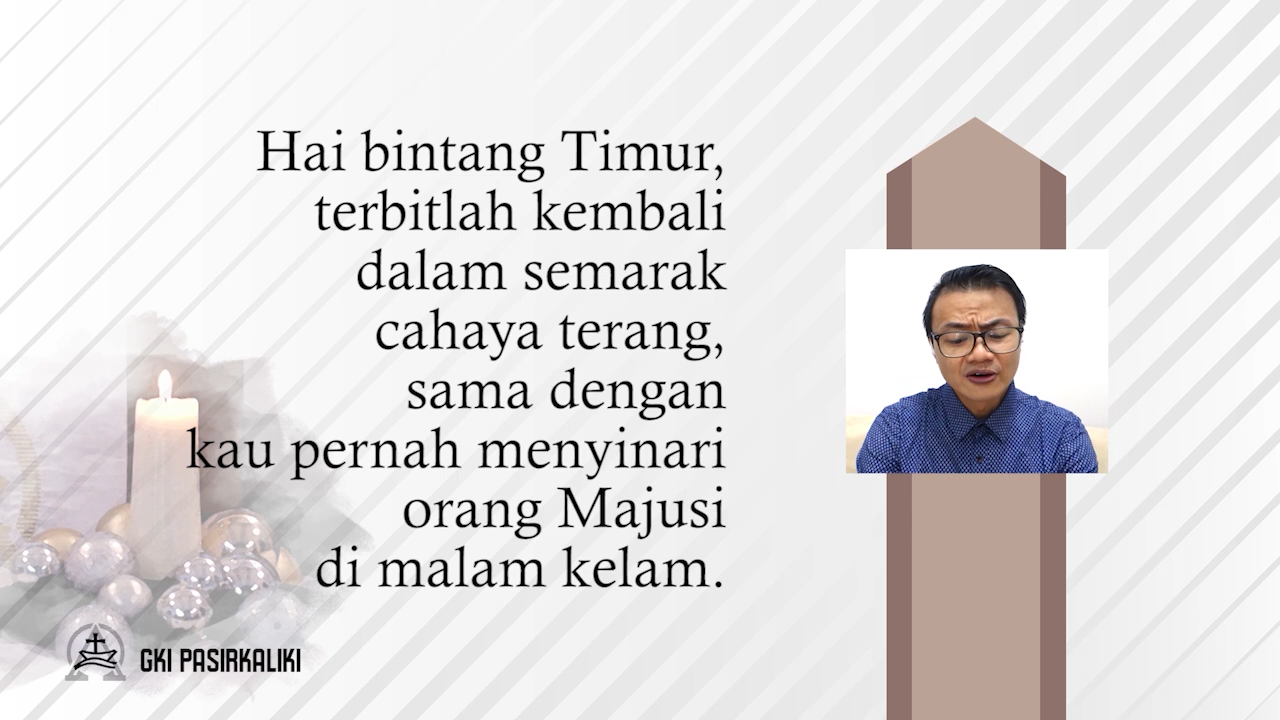 Hai bintang Timur,
terbitlah kembali
dalam semarak
cahaya terang,
sama dengan
kau pernah menyinari
orang Majusi
di malam kelam.
GKI PASIRKALIKI